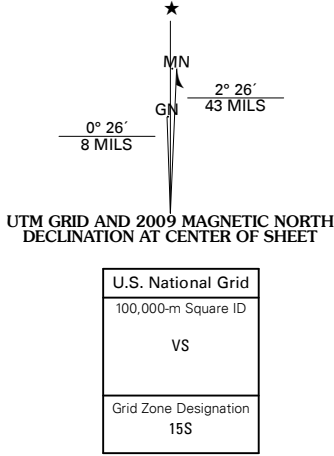 ★
MN
GN
2° 26´
43 MILS
0° 26´
8 MILS
UTM GRID AND 2009 MAGNETIC NORTH
DECLINATION AT CENTER OF SHEET
U.S. National Grid
100,000-m Square ID
VS
Grid Zone Designation
15S